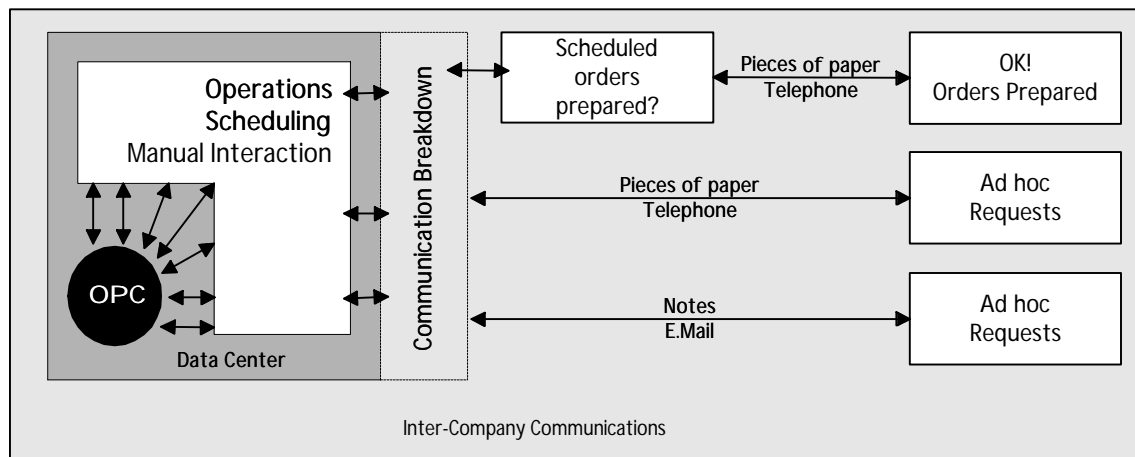 Operations
Scheduling
Manual Interaction
OPC
Data Center
Communication Breakdown
Scheduled
orders
prepared?
Pieces of paper
Telephone
OK!
Orders Prepared
Pieces of paper
Telephone
Ad hoc
Requests
Notes
E.Mail
Ad hoc
Requests
Inter-Company Communications